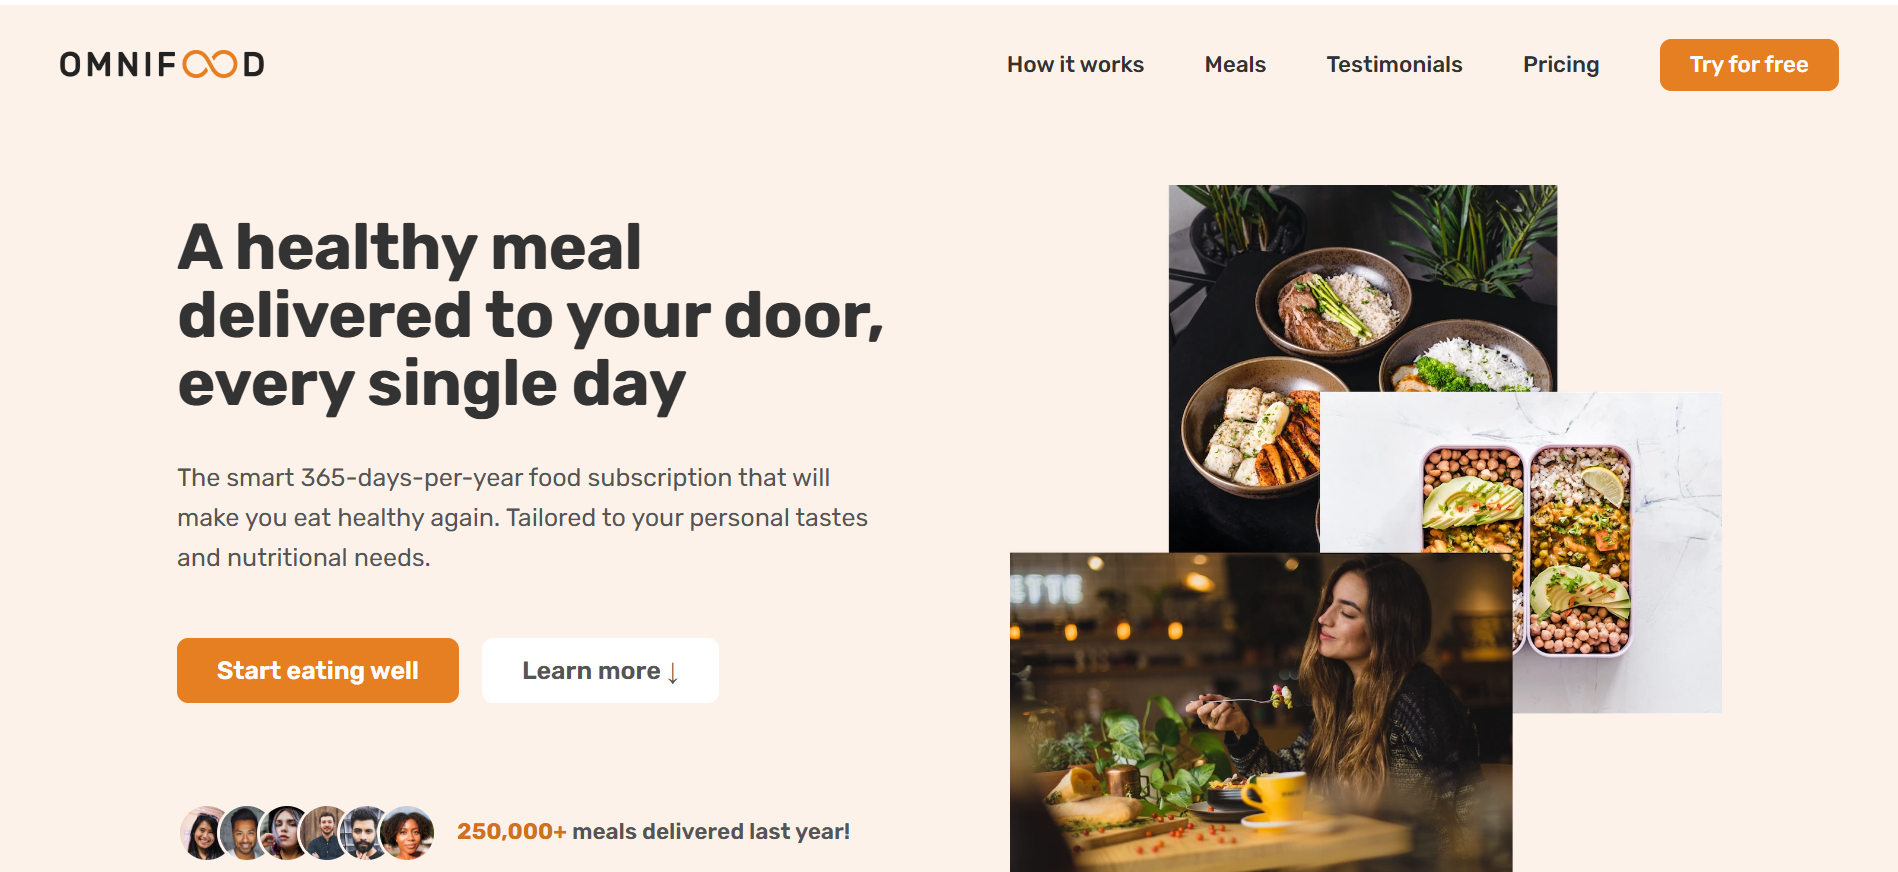 OMNIFOOD
How it works
Meals
Testimonials
Pricing
Try for free
A healthy meal
delivered to your door,
every single day
The smart 365-days-per-year food subscription that will
make you eat healthy again. Tailored to your personal tastes
and nutritional needs.
Start eating well
Learn more ↓
250,000+ meals delivered last year!
ETTE